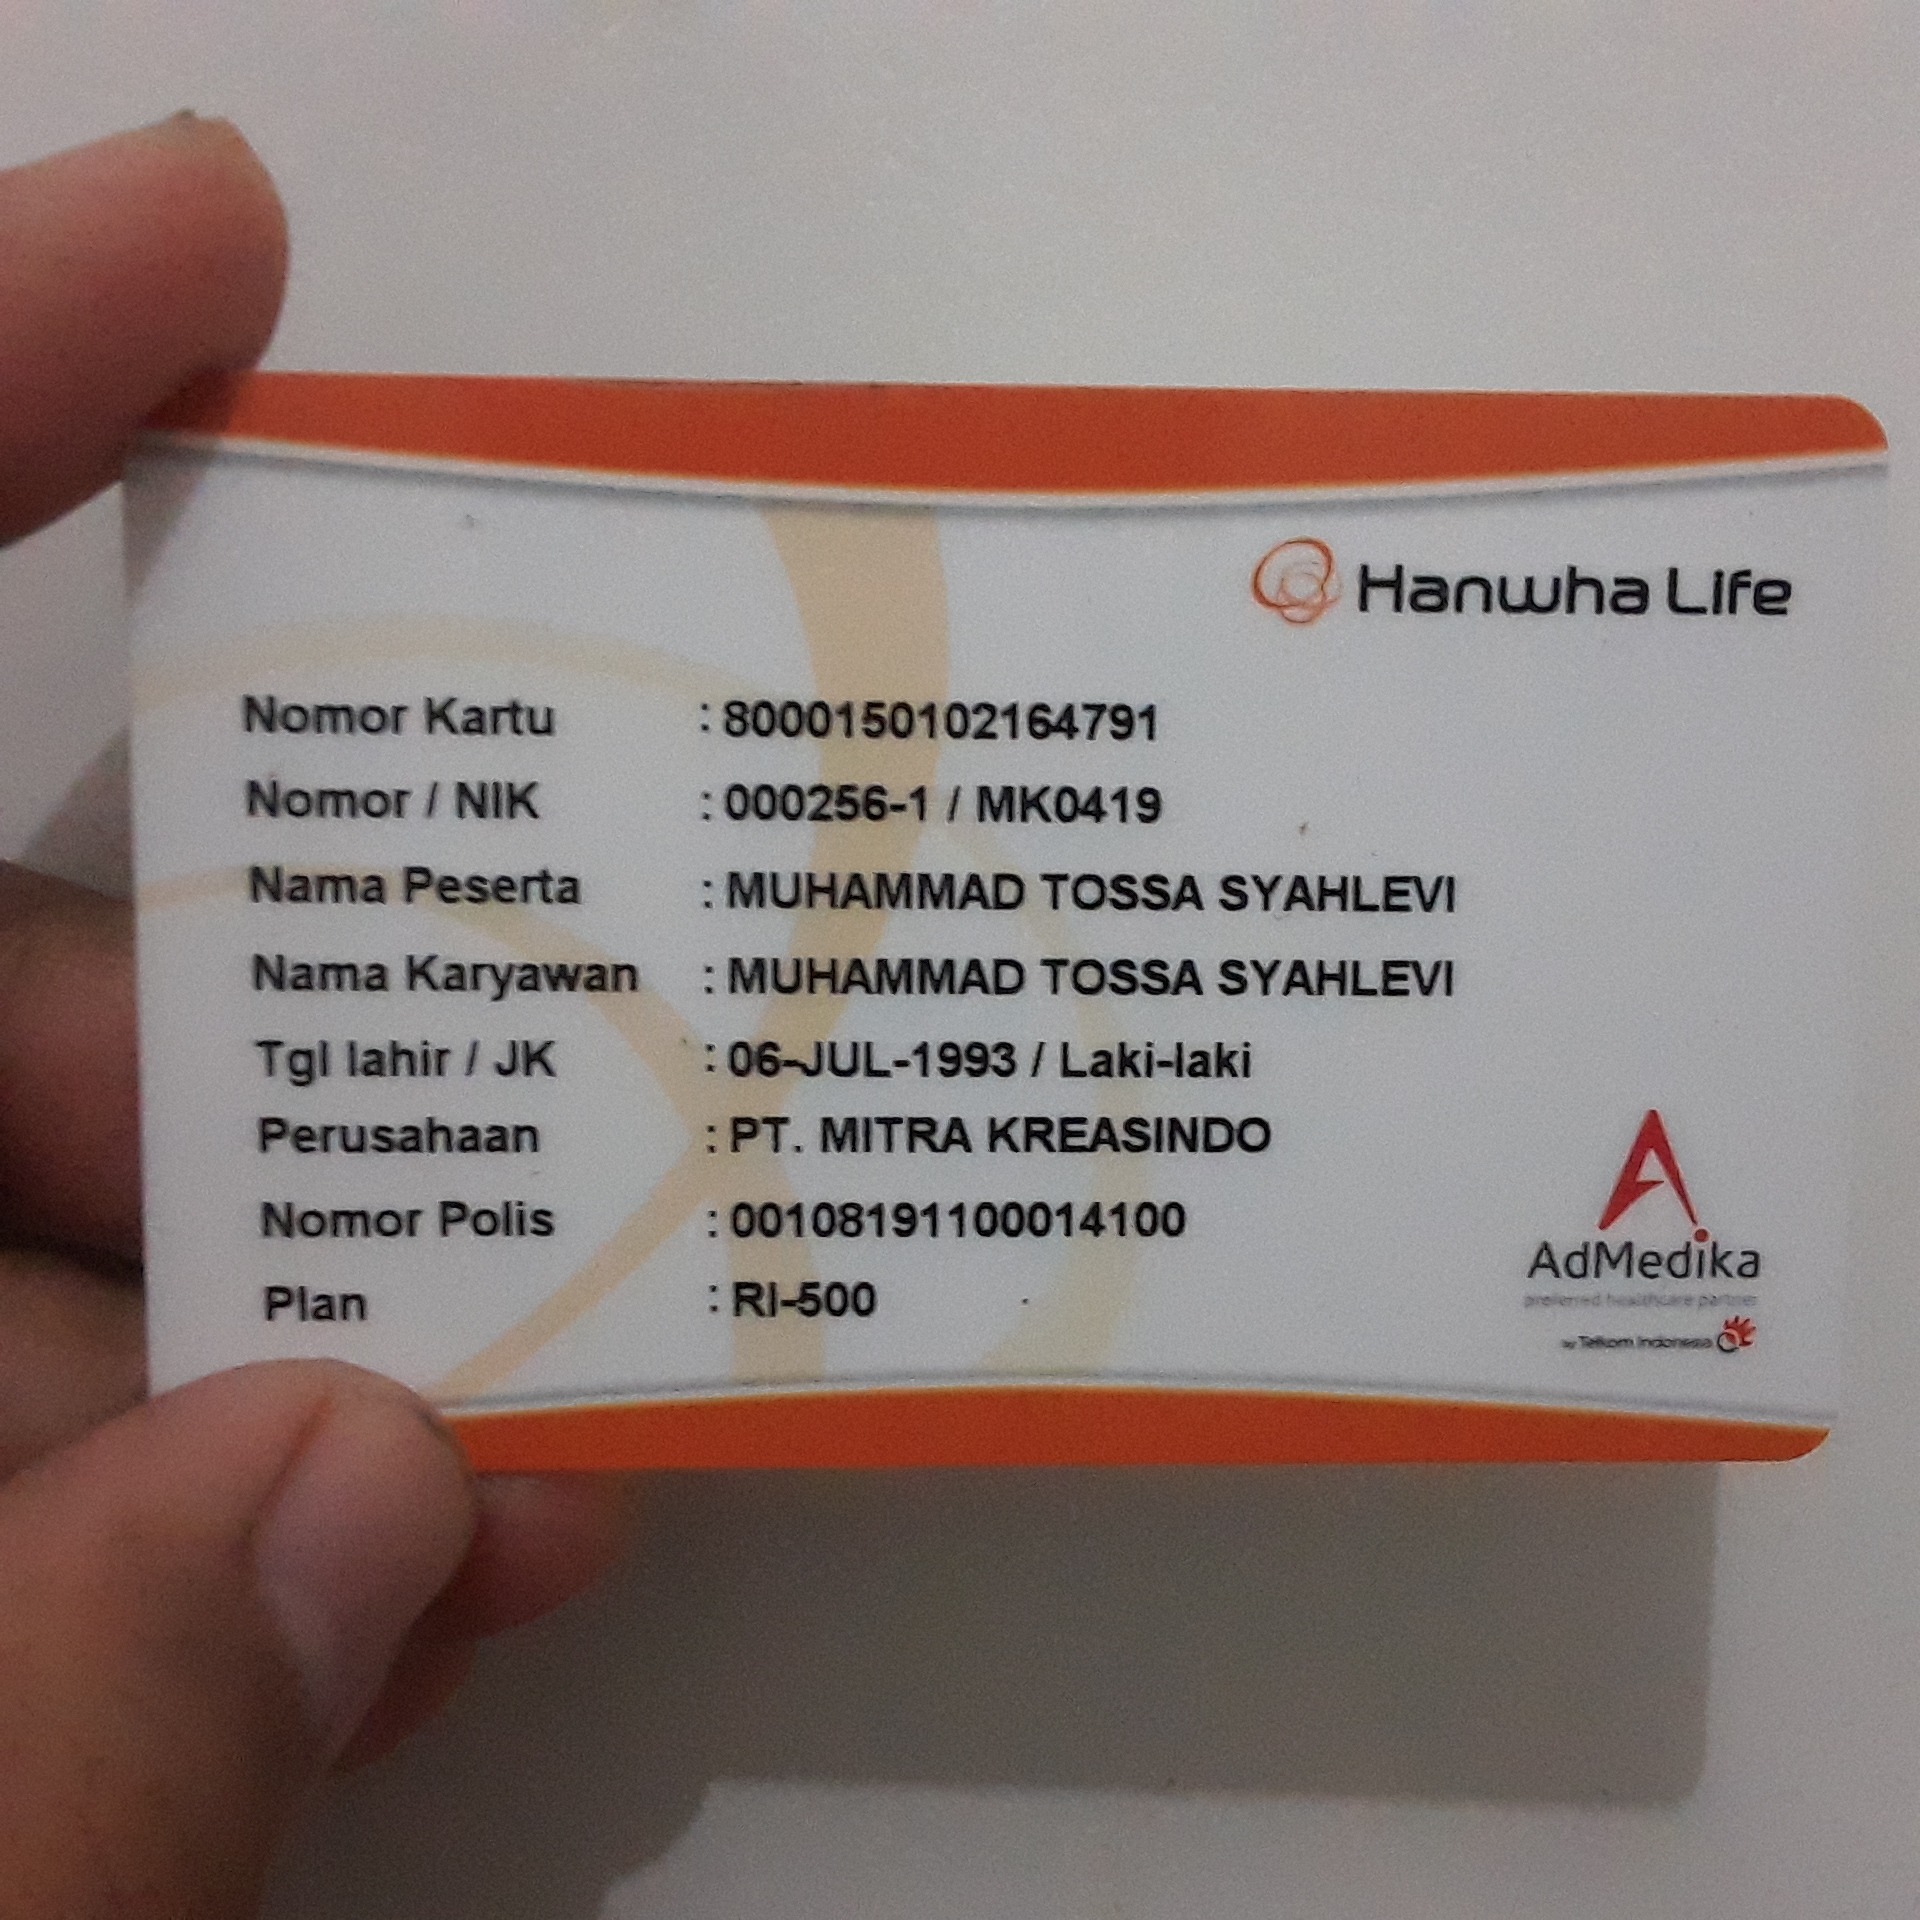 Hanwha Life
Nomor Kartu : 8000150102164791
Nomor / NIK : 000256-1 / MK0419
Nama Peserta : MUHAMMAD TOSSA SYAHLEVI
Nama Karyawan : MUHAMMAD TOSSA SYAHLEVI
Tgl lahir / JK : 06-JUL-1993 / Laki-laki
Perusahaan : PT. MITRA KREASINDO
Nomor Polis : 00108191100014100
Plan : RI-500
AdMedika
preferred healthcare partner
by Telkom Indonesia